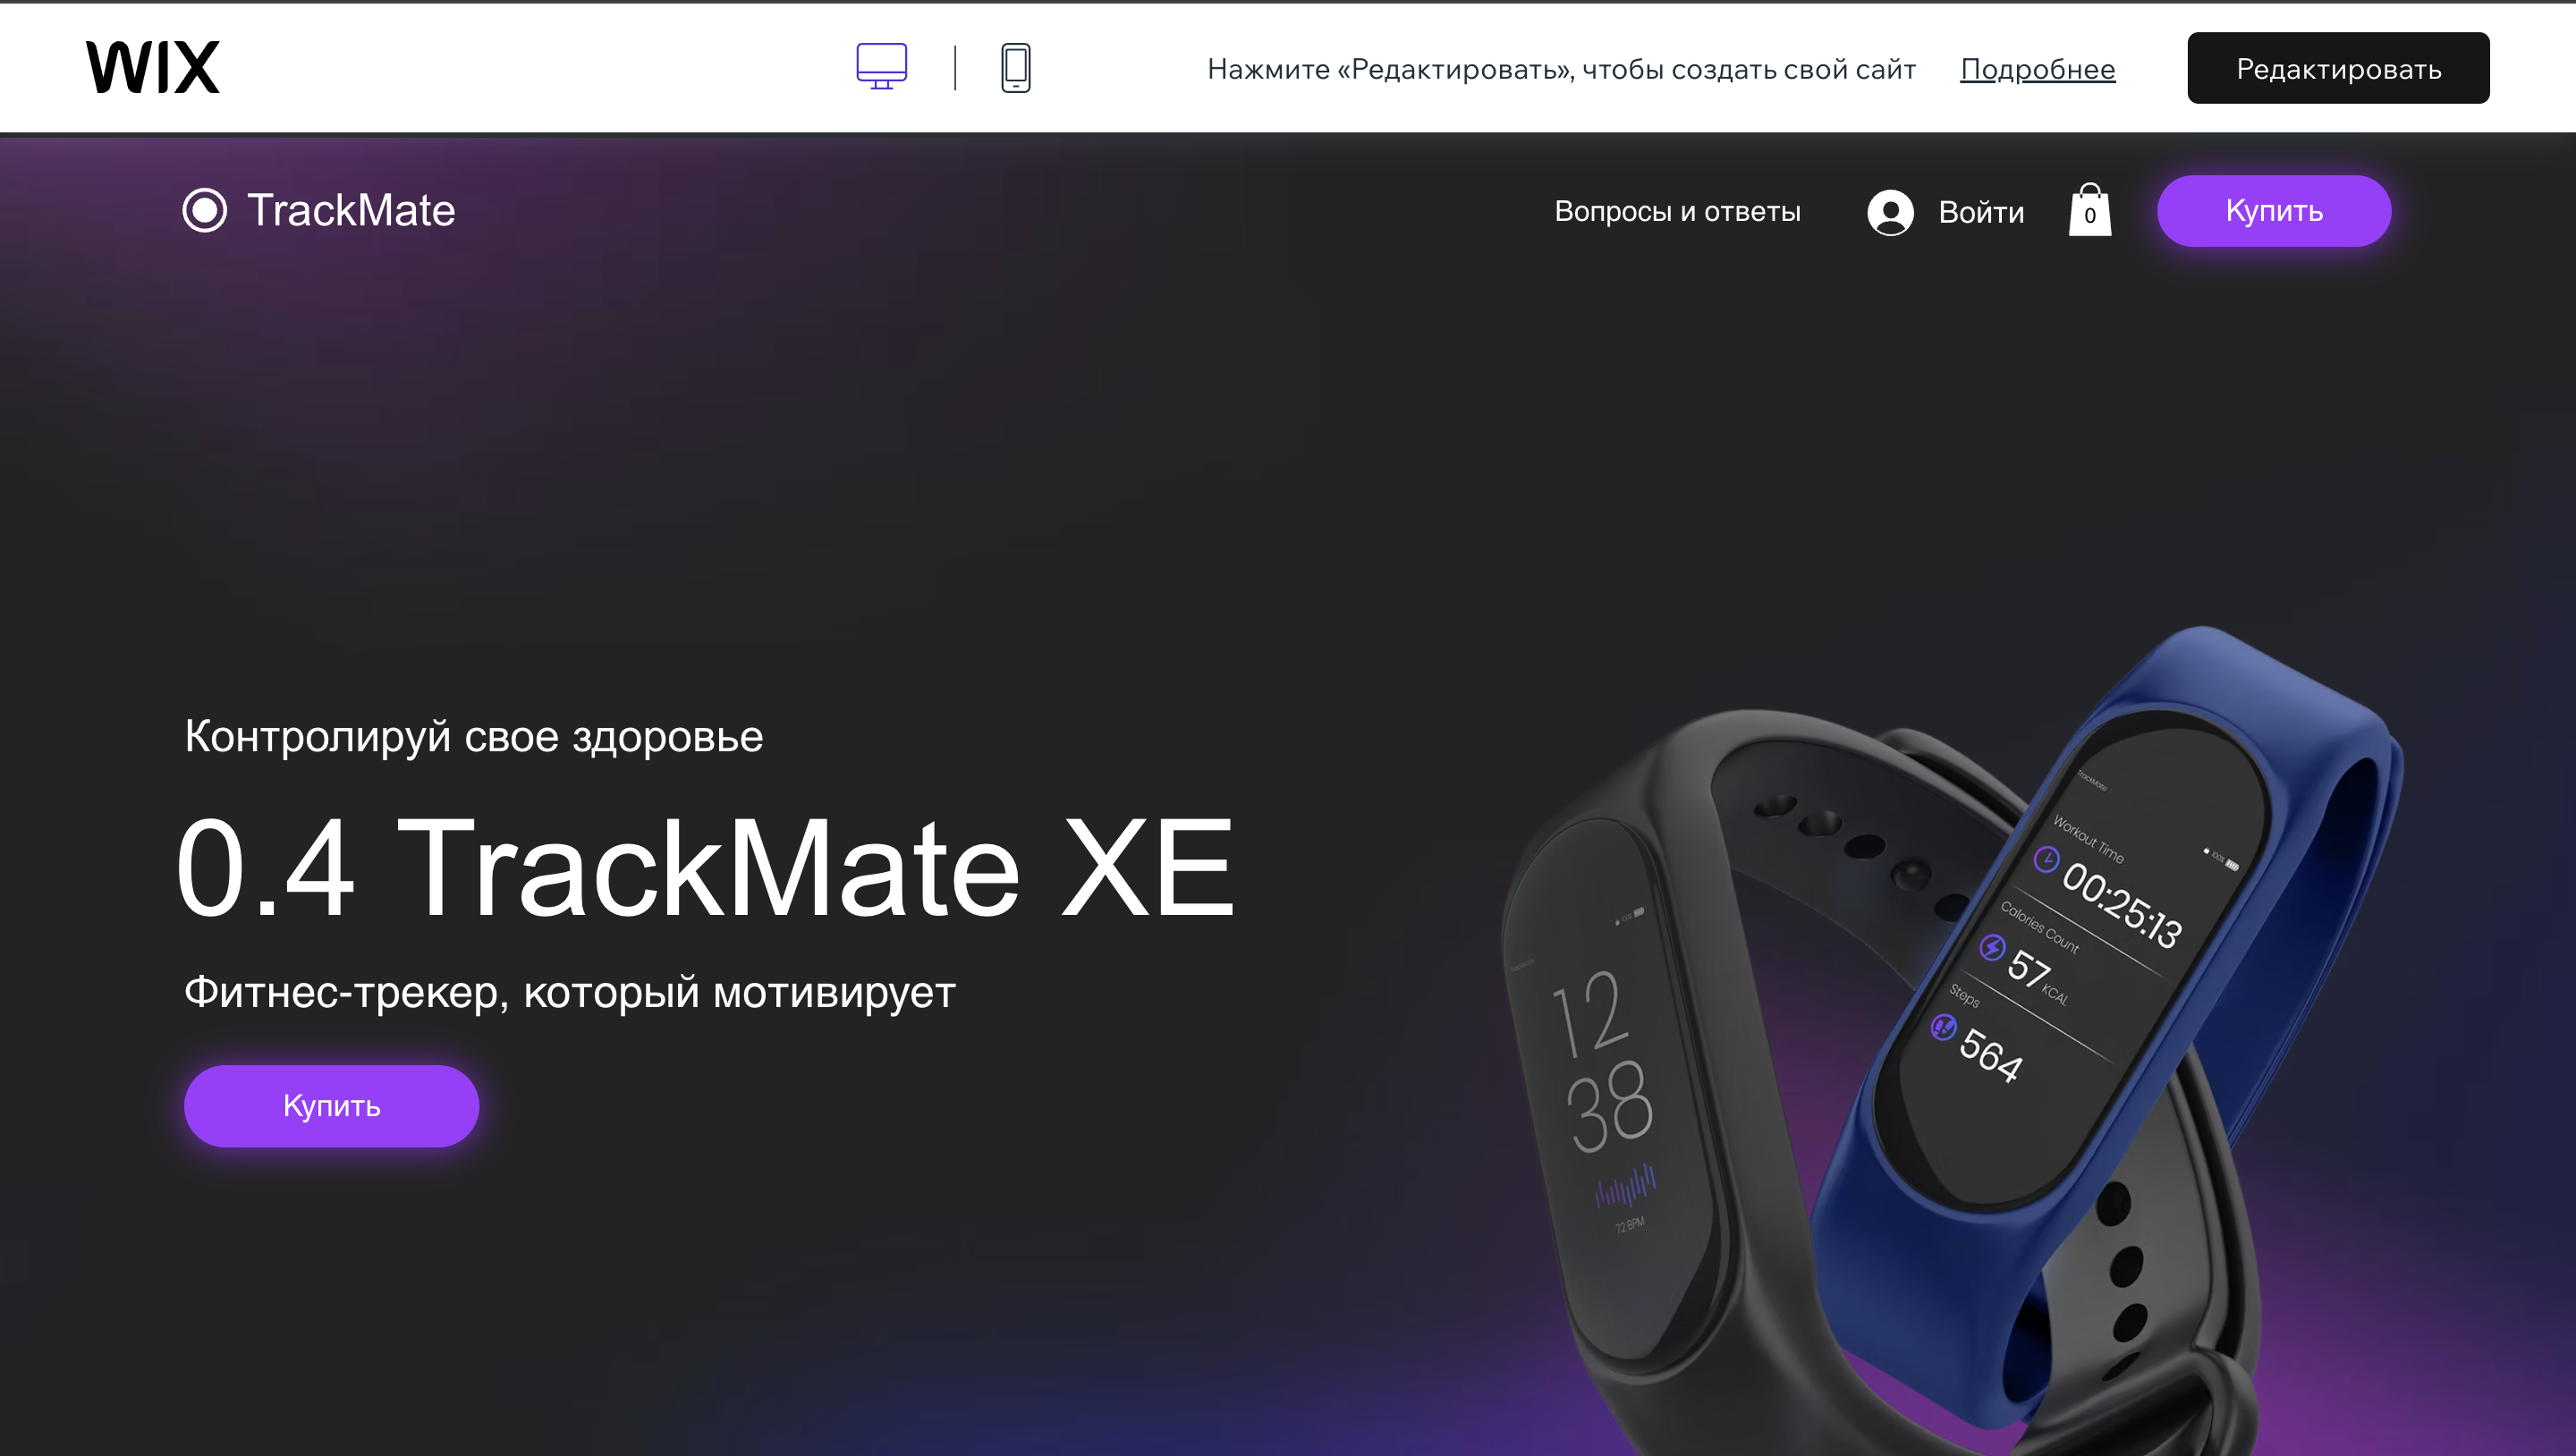 WIX
Нажмите «Редактировать», чтобы создать свой сайт
Подробнее
Редактировать
TrackMate
Вопросы и ответы
Войти
0
Купить
Контролируй свое здоровье
0.4 TrackMate XE
Фитнес-трекер, который мотивирует
Купить
12
38
72 BPM
TrackMate
100%
Workout Time
00:25:13
Calories Count
57 KCAL
Steps
564